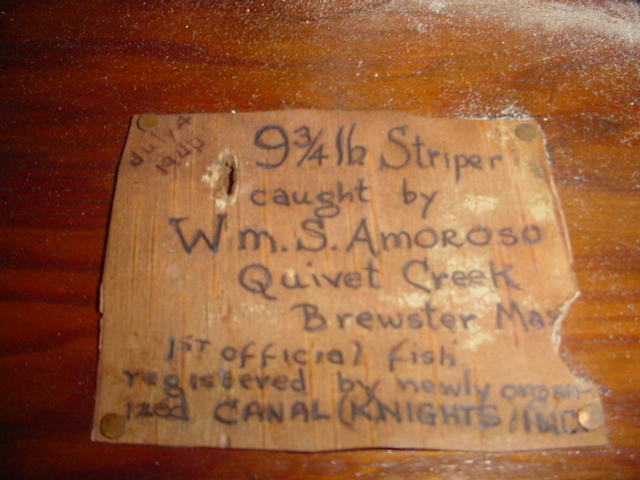 July 4
1940
9¾ lb Striper
caught by
Wm. S. Amoroso
Quivet Creek
Brewster Mas
1ST official fish
registered by newly organ-
ized CANAL KNIGHTS, INC.